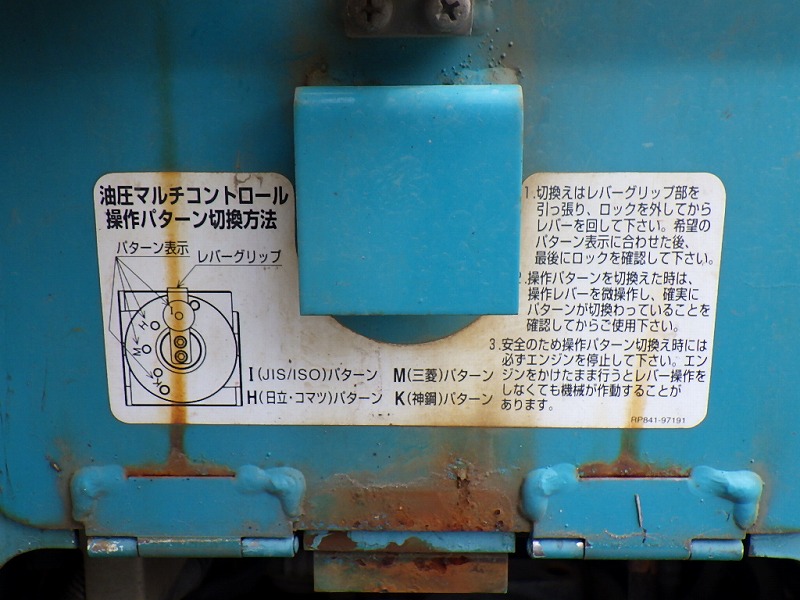 油圧マルチコントロール
操作パターン切換方法
パターン表示
レバーグリップ
I
H
M
K
I(JIS/ISO)パターン M(三菱)パターン
H(日立・コマツ)パターン K(神鋼)パターン
1.切換えはレバーグリップ部を
引っ張り、ロックを外してから
レバーを回して下さい。希望の
パターン表示に合わせた後、
最後にロックを確認して下さい。
2.操作パターンを切換えた時は、
操作レバーを微操作し、確実に
パターンが切換わっていることを
確認してからご使用下さい。
3.安全のため操作パターン切換え時には
必ずエンジンを停止して下さい。エン
ジンをかけたまま行うとレバー操作を
しなくても機械が作動することが
あります。
RP841-97191